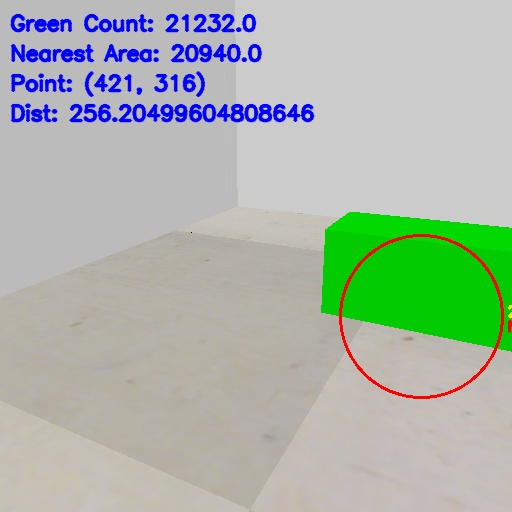 Green Count: 21232.0
Nearest Area: 20940.0
Point: (421, 316)
Dist: 256.20499604808646